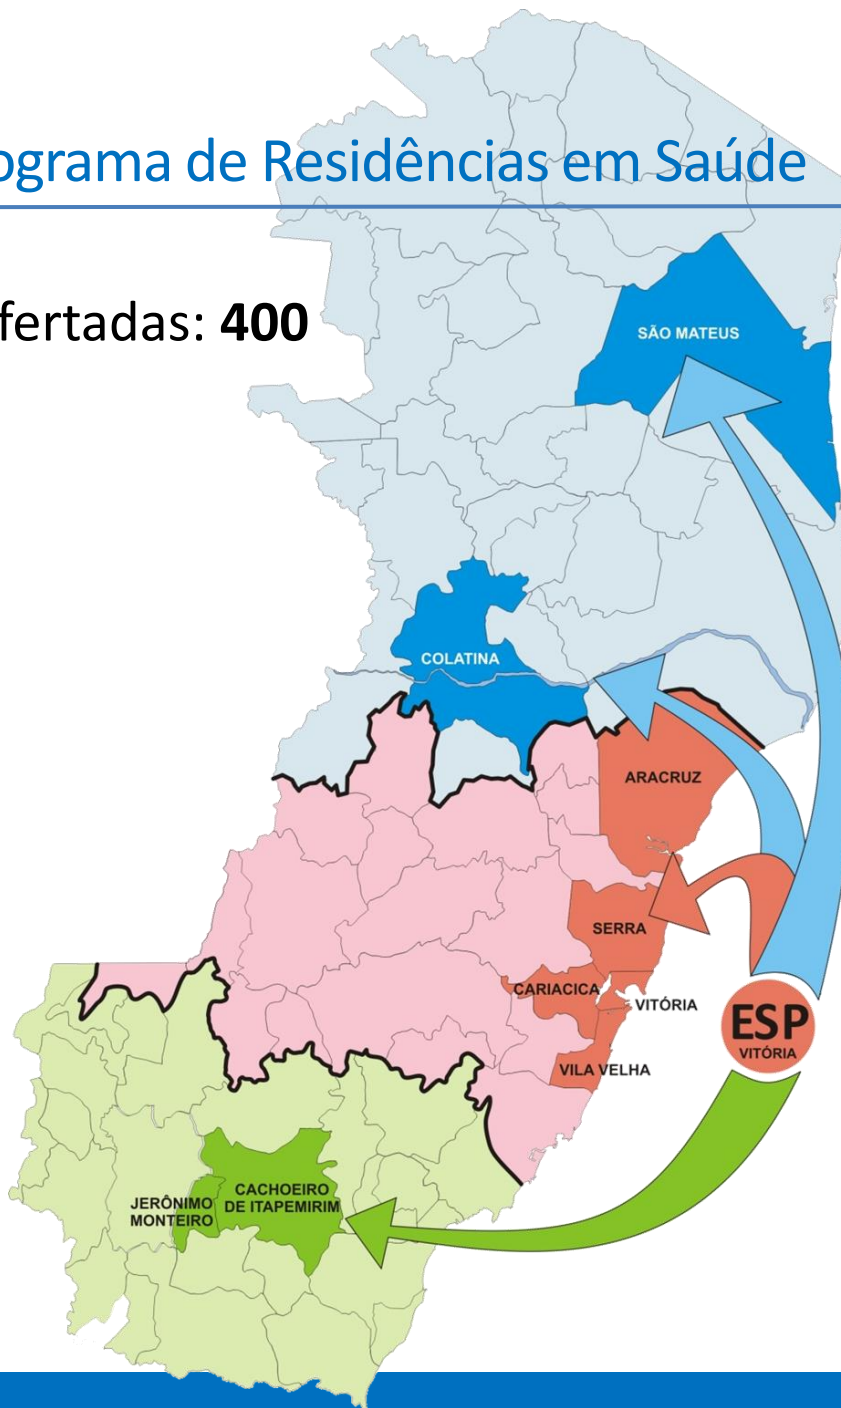 ograma de Residências em Saúde
fertadas: 400
SÃO MATEUS
COLATINA
ARACRUZ
SERRA
CARIACICA
VITÓRIA
ESP
VITÓRIA
VILA VELHA
JERÔNIMO
MONTEIRO
CACHOEIRO
DE ITAPEMIRIM